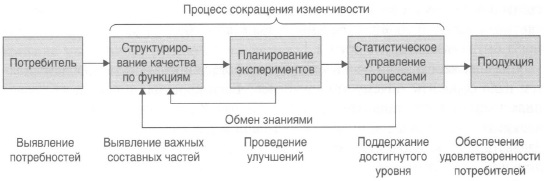 Процесс сокращения изменчивости
Потребитель
Структуриро-
вание качества
по функциям
Планирование
экспериментов
Статистическое
управление
процессами
Продукция
Обмен знаниями
Выявление
потребностей
Выявление важных
составных частей
Проведение
улучшений
Поддержание
достигнутого
уровня
Обеспечение
удовлетворенности
потребителей